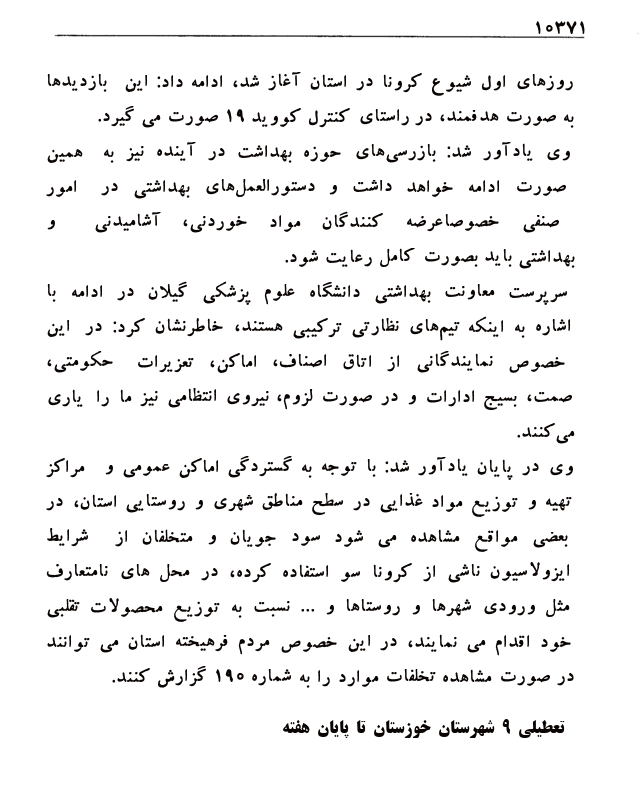 ۱۰۳۷۱
روزهای اول شیوع کرونا در استان آغاز شد، ادامه داد: این بازدیدها
به صورت هدفمند، در راستای کنترل کووید ۱۹ صورت می گیرد.
وی یادآور شد: بازرسی‌های حوزه بهداشت در آینده نیز به همین
صورت ادامه خواهد داشت و دستورالعمل‌های بهداشتی در امور
صنفی خصوصاعرضه کنندگان مواد خوردنی، آشامیدنی و
بهداشتی باید بصورت کامل رعایت شود.
سرپرست معاونت بهداشتی دانشگاه علوم پزشکی گیلان در ادامه با
اشاره به اینکه تیم‌های نظارتی ترکیبی هستند، خاطرنشان کرد: در این
خصوص نمایندگانی از اتاق اصناف، اماکن، تعزیرات حکومتی،
صمت، بسیج ادارات و در صورت لزوم، نیروی انتظامی نیز ما را یاری
می‌کنند.
وی در پایان یادآور شد: با توجه به گستردگی اماکن عمومی و مراکز
تهیه و توزیع مواد غذایی در سطح مناطق شهری و روستایی استان، در
بعضی مواقع مشاهده می شود سود جویان و متخلفان از شرایط
ایزولاسیون ناشی از کرونا سو استفاده کرده، در محل های نامتعارف
مثل ورودی شهرها و روستاها و ... نسبت به توزیع محصولات تقلبی
خود اقدام می نمایند، در این خصوص مردم فرهیخته استان می توانند
در صورت مشاهده تخلفات موارد را به شماره ۱۹۰ گزارش کنند.
تعطیلی ۹ شهرستان خوزستان تا پایان هفته